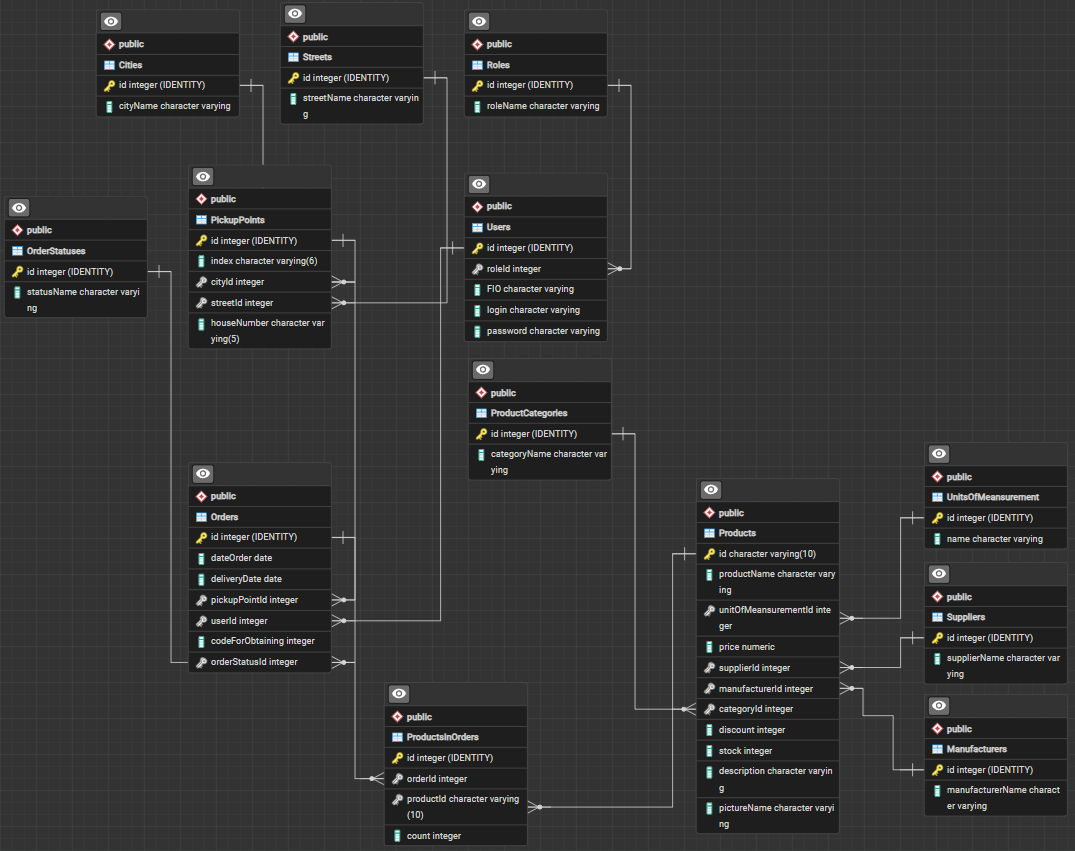 public
Cities
id integer (IDENTITY)
cityName character varying
public
Streets
id integer (IDENTITY)
streetName character varyin
g
public
Roles
id integer (IDENTITY)
roleName character varying
public
OrderStatuses
id integer (IDENTITY)
statusName character varyi
ng
public
PickupPoints
id integer (IDENTITY)
index character varying(6)
cityId integer
streetId integer
houseNumber character var
ying(5)
public
Users
id integer (IDENTITY)
roleId integer
FIO character varying
login character varying
password character varying
public
ProductCategories
id integer (IDENTITY)
categoryName character var
ying
public
Orders
id integer (IDENTITY)
dateOrder date
deliveryDate date
pickupPointId integer
userId integer
codeForObtaining integer
orderStatusId integer
public
ProductsInOrders
id integer (IDENTITY)
orderId integer
productId character varying
(10)
count integer
public
Products
id character varying(10)
productName character vary
ing
unitOfMeansurementId inte
ger
price numeric
supplierId integer
manufacturerId integer
categoryId integer
discount integer
stock integer
description character varyin
g
pictureName character varyi
ng
public
UnitsOfMeansurement
id integer (IDENTITY)
name character varying
public
Suppliers
id integer (IDENTITY)
supplierName character var
ying
public
Manufacturers
id integer (IDENTITY)
manufacturerName charact
er varying